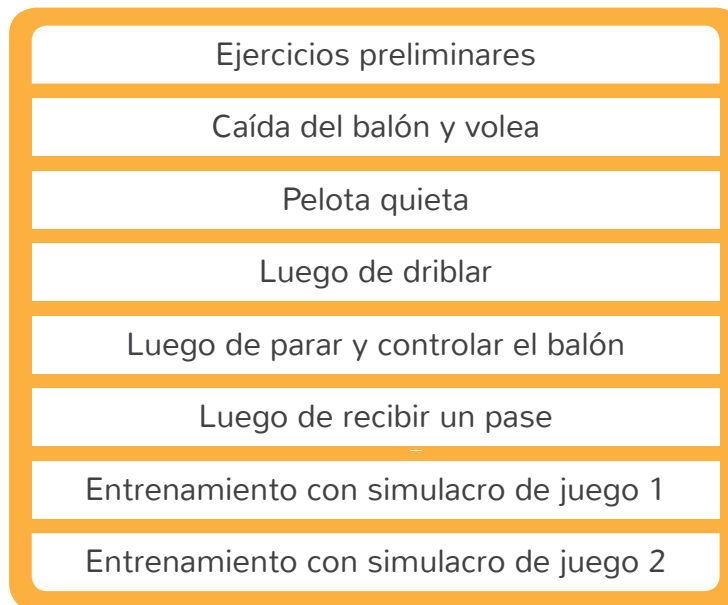 Ejercicios preliminares
Caída del balón y volea
Pelota quieta
Luego de driblar
Luego de parar y controlar el balón
Luego de recibir un pase
Entrenamiento con simulacro de juego 1
Entrenamiento con simulacro de juego 2